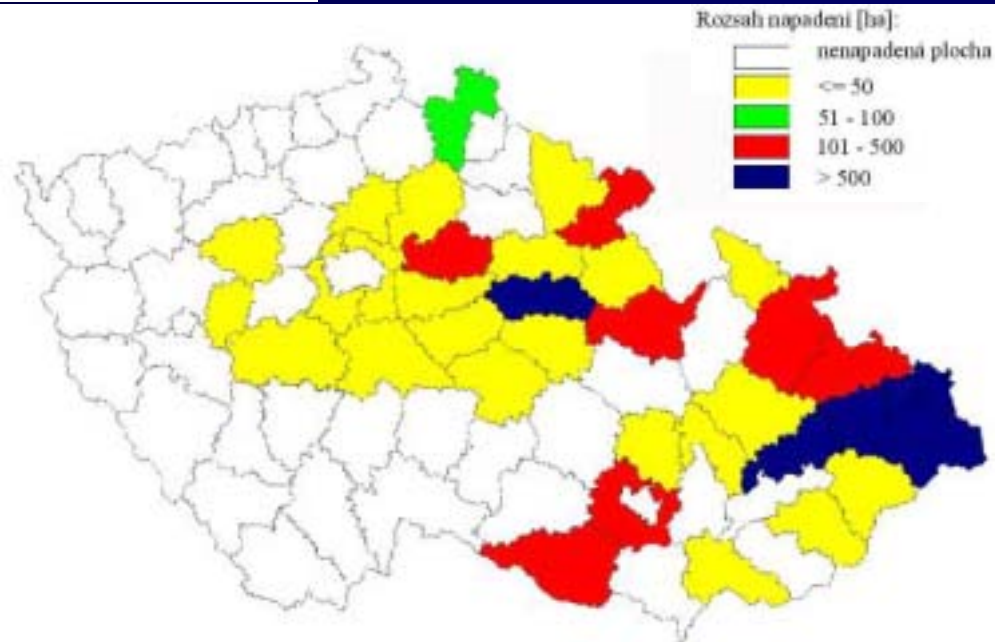 Rozsah napadení [ha]:
nenapadená plocha
<= 50
51 - 100
101 - 500
> 500